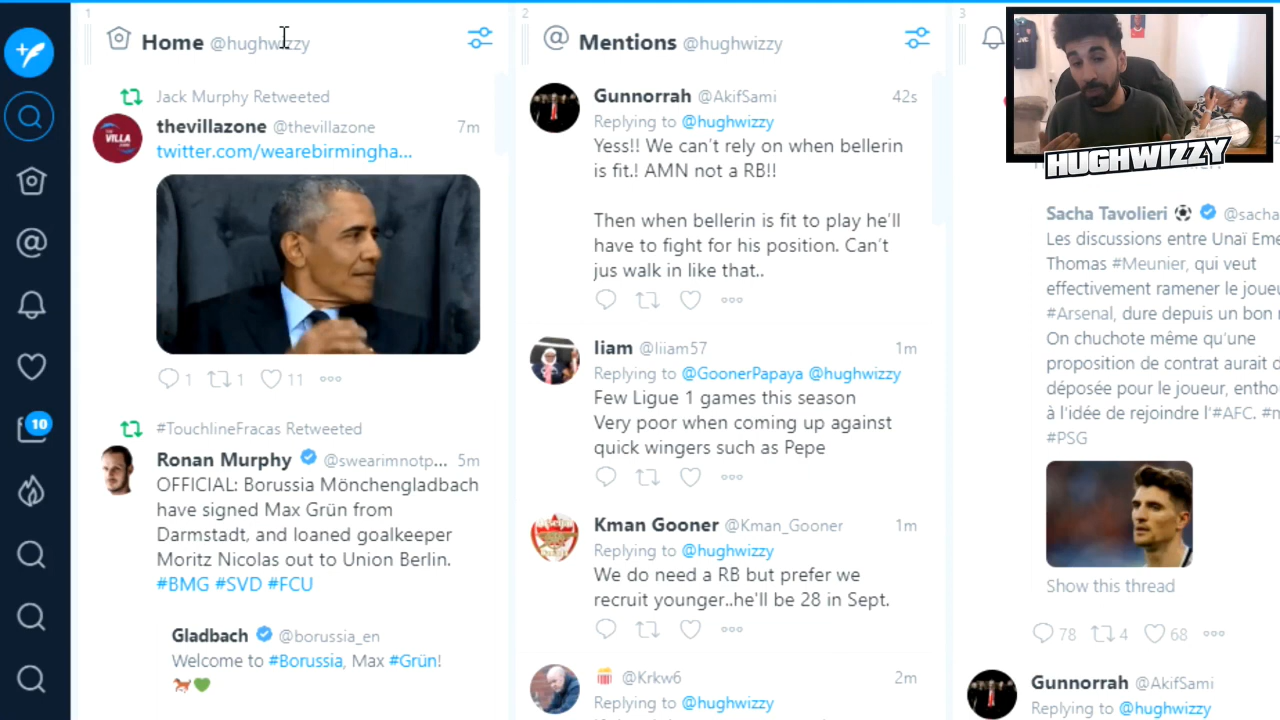 1
Home @hughwizzy
Jack Murphy Retweeted
thevillazone @thevillazone 7m
twitter.com/wearebirmingha...
THE
VILLA
1 1 11
#TouchlineFracas Retweeted
Ronan Murphy @swearimnotp... 5m
OFFICIAL: Borussia Mönchengladbach
have signed Max Grün from
Darmstadt, and loaned goalkeeper
Moritz Nicolas out to Union Berlin.
#BMG #SVD #FCU
Gladbach @borussia_en
Welcome to #Borussia, Max #Grün!
10
2
Mentions @hughwizzy
Gunnorrah @AkifSami 42s
Replying to @hughwizzy
Yess!! We can't rely on when bellerin
is fit.! AMN not a RB!!
Then when bellerin is fit to play he'll
have to fight for his position. Can't
jus walk in like that..
liam @liiam57 1m
Replying to @GoonerPapaya @hughwizzy
Few Ligue 1 games this season
Very poor when coming up against
quick wingers such as Pepe
Kman Gooner @Kman_Gooner 1m
Replying to @hughwizzy
We do need a RB but prefer we
recruit younger..he'll be 28 in Sept.
@Krkw6 2m
Replying to @hughwizzy
3
HUGHWIZZY
Sacha Tavolieri @sacha
Les discussions entre Unaï Eme
Thomas #Meunier, qui veut
effectivement ramener le joueu
#Arsenal, dure depuis un bon
On chuchote même qu'une
proposition de contrat aurait d
déposée pour le joueur, entho
à l'idée de rejoindre l'#AFC.
#PSG
Show this thread
78 4 68
Gunnorrah @AkifSami
Replying to @hughwizzy